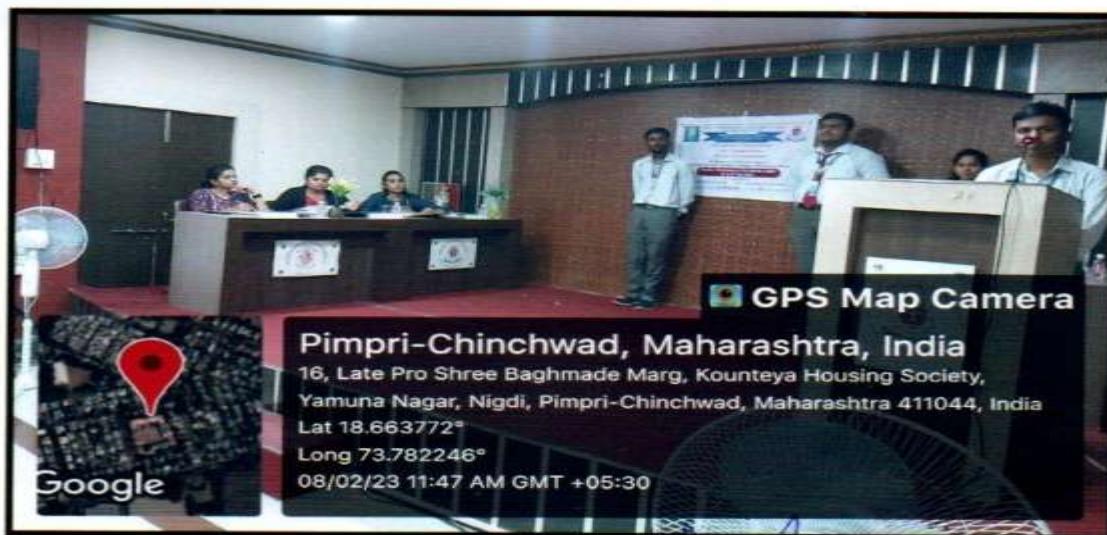 GPS Map Camera
Pimpri-Chinchwad, Maharashtra, India
16, Late Pro Shree Baghmade Marg, Kounteya Housing Society,
Yamuna Nagar, Nigdi, Pimpri-Chinchwad, Maharashtra 411044, India
Lat 18.663772°
Long 73.782246°
08/02/23 11:47 AM GMT +05:30
Google